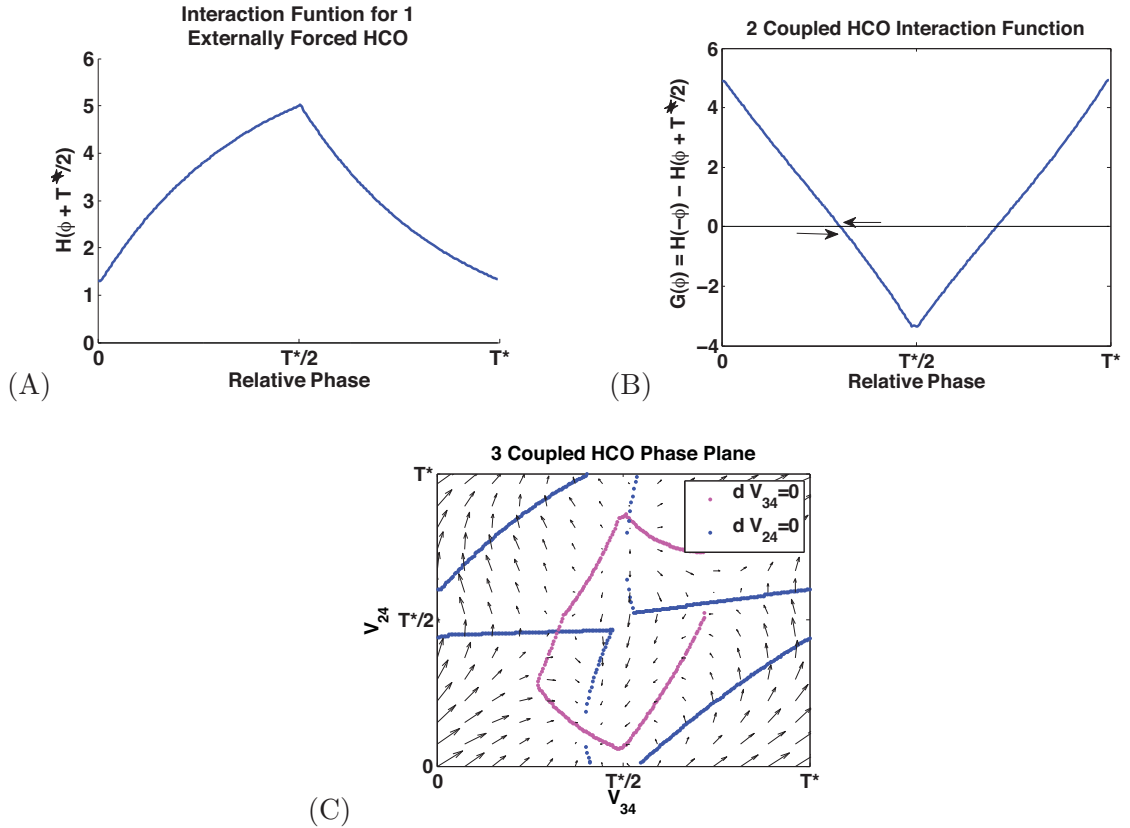 Interaction Funtion for 1
Externally Forced HCO
6
5
4
3
2
1
0
H(ϕ + T*/2)
0 T*/2 T*
Relative Phase
(A)
2 Coupled HCO Interaction Function
6
4
2
0
−2
−4
G(ϕ) = H(−ϕ) − H(ϕ + T*/2)
0 T*/2 T*
Relative Phase
(B)
3 Coupled HCO Phase Plane
T*
T*/2
0
V24
d V34=0
d V24=0
0 T*/2 T*
V34
(C)